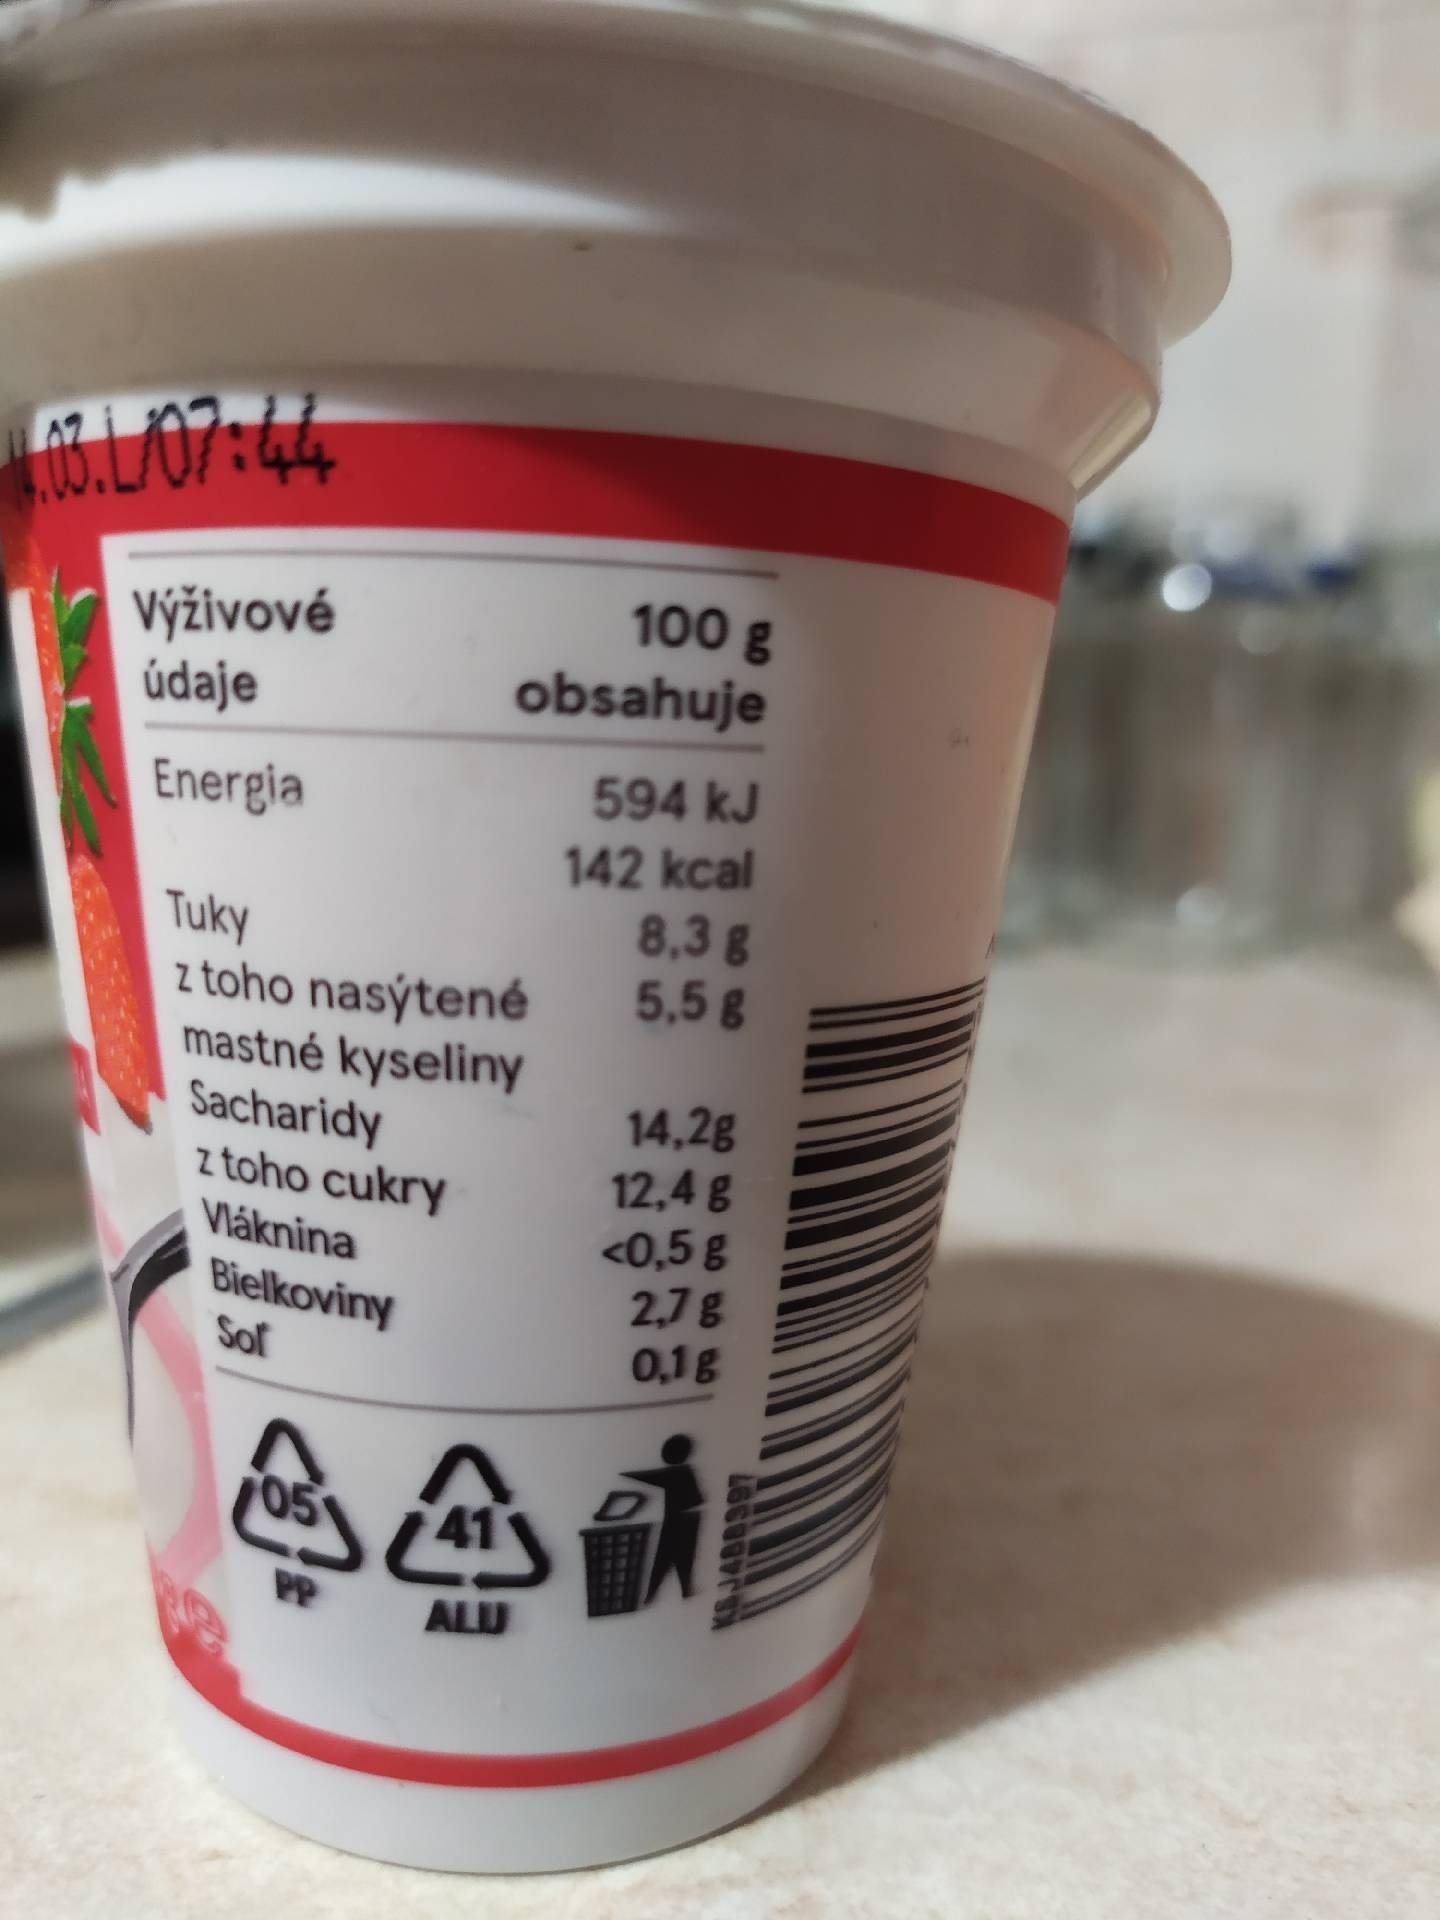 .03.L/07:44
Výživové 100 g
údaje obsahuje
Energia 594 kJ
142 kcal
Tuky 8,3 g
z toho nasýtené 5,5 g
mastné kyseliny
Sacharidy 14,2g
z toho cukry 12,4 g
Vláknina <0,5 g
Bielkoviny 2,7 g
Soľ 0,1 g
05 41
PP ALU